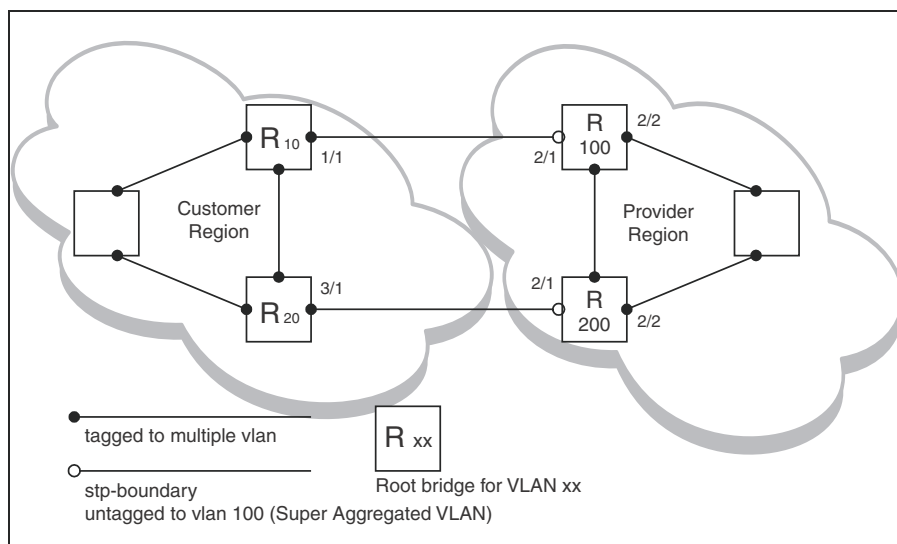 R 10
1/1
R
100
2/2
2/1
Customer
Region
Provider
Region
R 20
3/1
2/1
R
200
2/2
tagged to multiple vlan
R xx
stp-boundary
untagged to vlan 100 (Super Aggregated VLAN)
Root bridge for VLAN xx